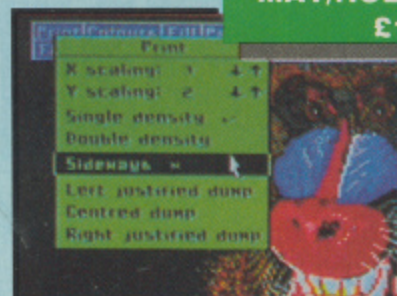 Print
X scaling: 1 ↓ ↑
Y scaling: 2 ↓ ↑
Single density ✓
Double density
Sideways ×
Left justified dump
Centred dump
Right justified dump